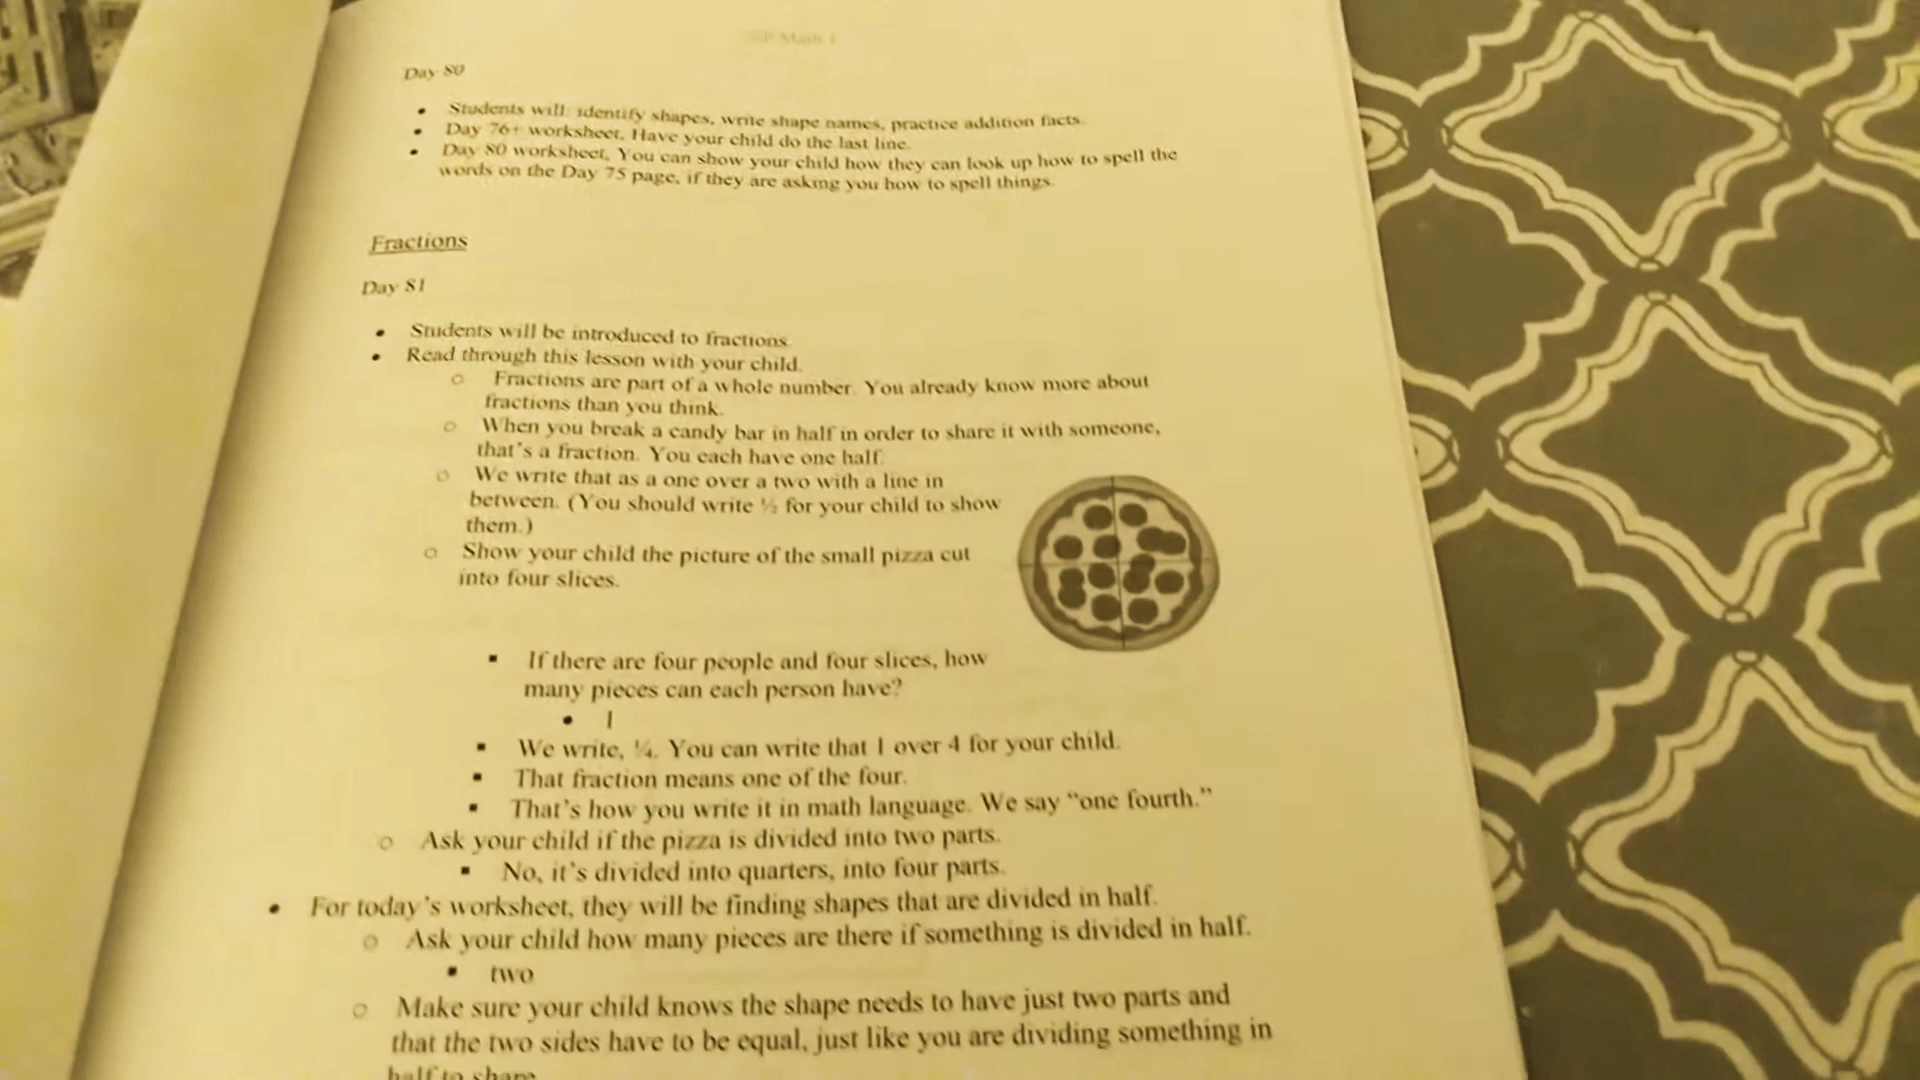 Math 1
Day 80
• Students will: identify shapes, write shape names, practice addition facts.
• Day 76+ worksheet, Have your child do the last line.
• Day 80 worksheet, You can show your child how they can look up how to spell the
words on the Day 75 page, if they are asking you how to spell things.
Fractions
Day 81
• Students will be introduced to fractions.
• Read through this lesson with your child.
o Fractions are part of a whole number. You already know more about
fractions than you think.
o When you break a candy bar in half in order to share it with someone,
that's a fraction. You each have one half.
o We write that as a one over a two with a line in
between. (You should write ½ for your child to show
them.)
o Show your child the picture of the small pizza cut
into four slices.
▪ If there are four people and four slices, how
many pieces can each person have?
• 1
▪ We write, ¼. You can write that 1 over 4 for your child.
▪ That fraction means one of the four.
▪ That's how you write it in math language. We say “one fourth.”
o Ask your child if the pizza is divided into two parts.
▪ No, it's divided into quarters, into four parts.
• For today's worksheet, they will be finding shapes that are divided in half.
o Ask your child how many pieces are there if something is divided in half.
▪ two
o Make sure your child knows the shape needs to have just two parts and
that the two sides have to be equal, just like you are dividing something in
half to share